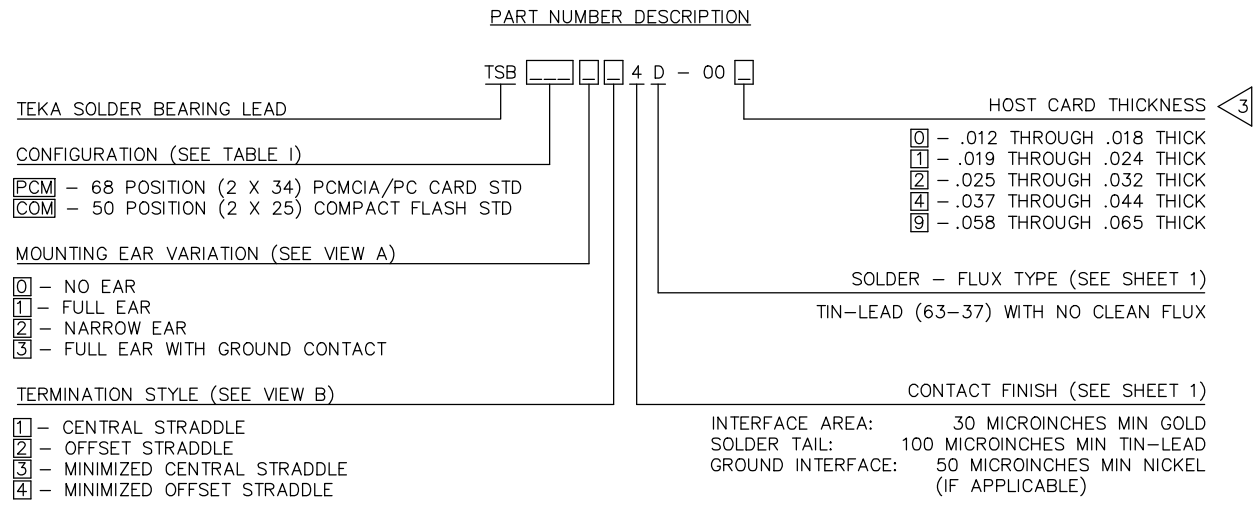 PART NUMBER DESCRIPTION
TSB ___ _ _ 4 D – 00 _
TEKA SOLDER BEARING LEAD
CONFIGURATION (SEE TABLE I)
PCM – 68 POSITION (2 X 34) PCMCIA/PC CARD STD
COM – 50 POSITION (2 X 25) COMPACT FLASH STD
MOUNTING EAR VARIATION (SEE VIEW A)
0 – NO EAR
1 – FULL EAR
2 – NARROW EAR
3 – FULL EAR WITH GROUND CONTACT
TERMINATION STYLE (SEE VIEW B)
1 – CENTRAL STRADDLE
2 – OFFSET STRADDLE
3 – MINIMIZED CENTRAL STRADDLE
4 – MINIMIZED OFFSET STRADDLE
HOST CARD THICKNESS 3
0 – .012 THROUGH .018 THICK
1 – .019 THROUGH .024 THICK
2 – .025 THROUGH .032 THICK
4 – .037 THROUGH .044 THICK
9 – .058 THROUGH .065 THICK
SOLDER – FLUX TYPE (SEE SHEET 1)
TIN–LEAD (63–37) WITH NO CLEAN FLUX
CONTACT FINISH (SEE SHEET 1)
INTERFACE AREA: 30 MICROINCHES MIN GOLD
SOLDER TAIL: 100 MICROINCHES MIN TIN–LEAD
GROUND INTERFACE: 50 MICROINCHES MIN NICKEL
(IF APPLICABLE)